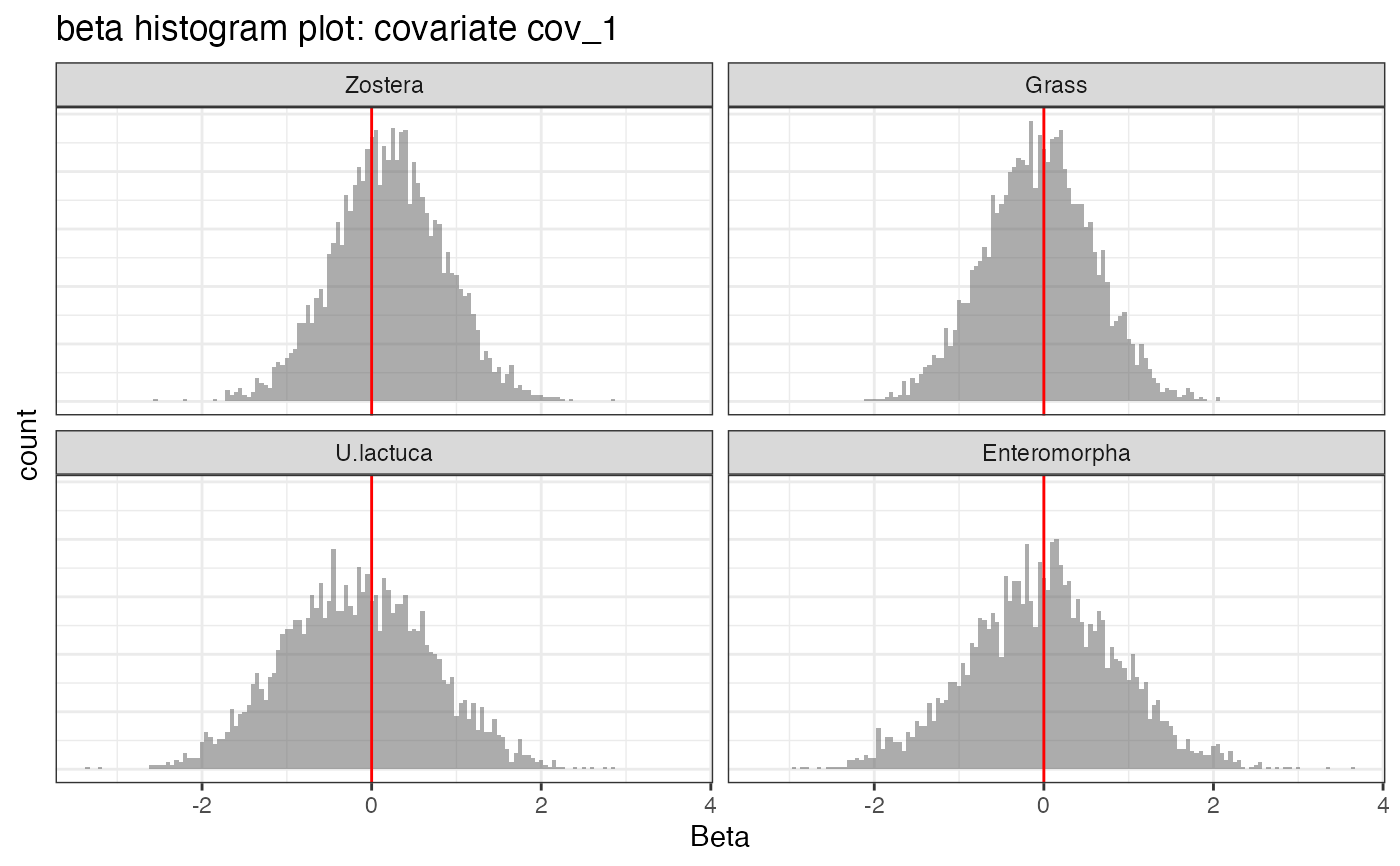 beta histogram plot: covariate cov_1
Zostera
Grass
count
U.lactuca
Enteromorpha
-2 0 2 4
-2 0 2 4
Beta